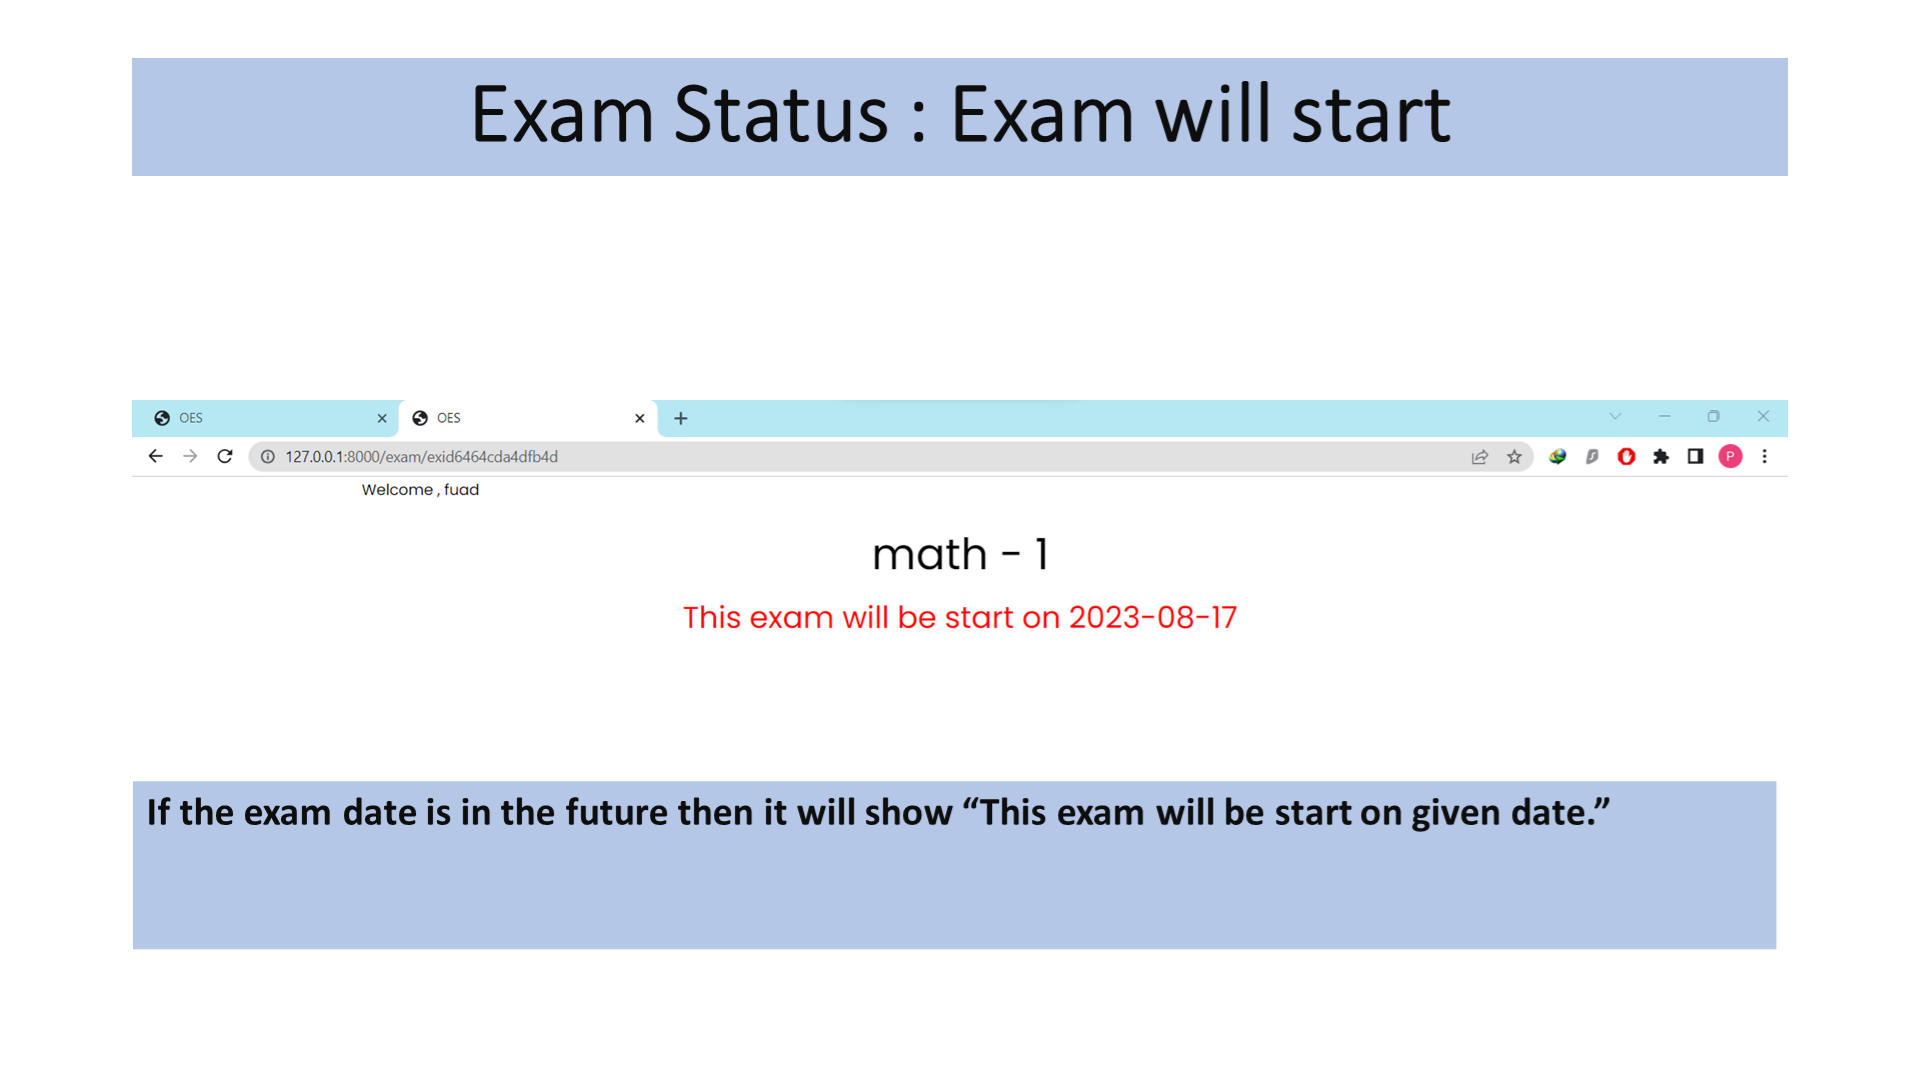 Exam Status : Exam will start
OES
OES
127.0.0.1:8000/exam/exid6464cda4dfb4d
P
Welcome , fuad
math - 1
This exam will be start on 2023-08-17
If the exam date is in the future then it will show “This exam will be start on given date.”